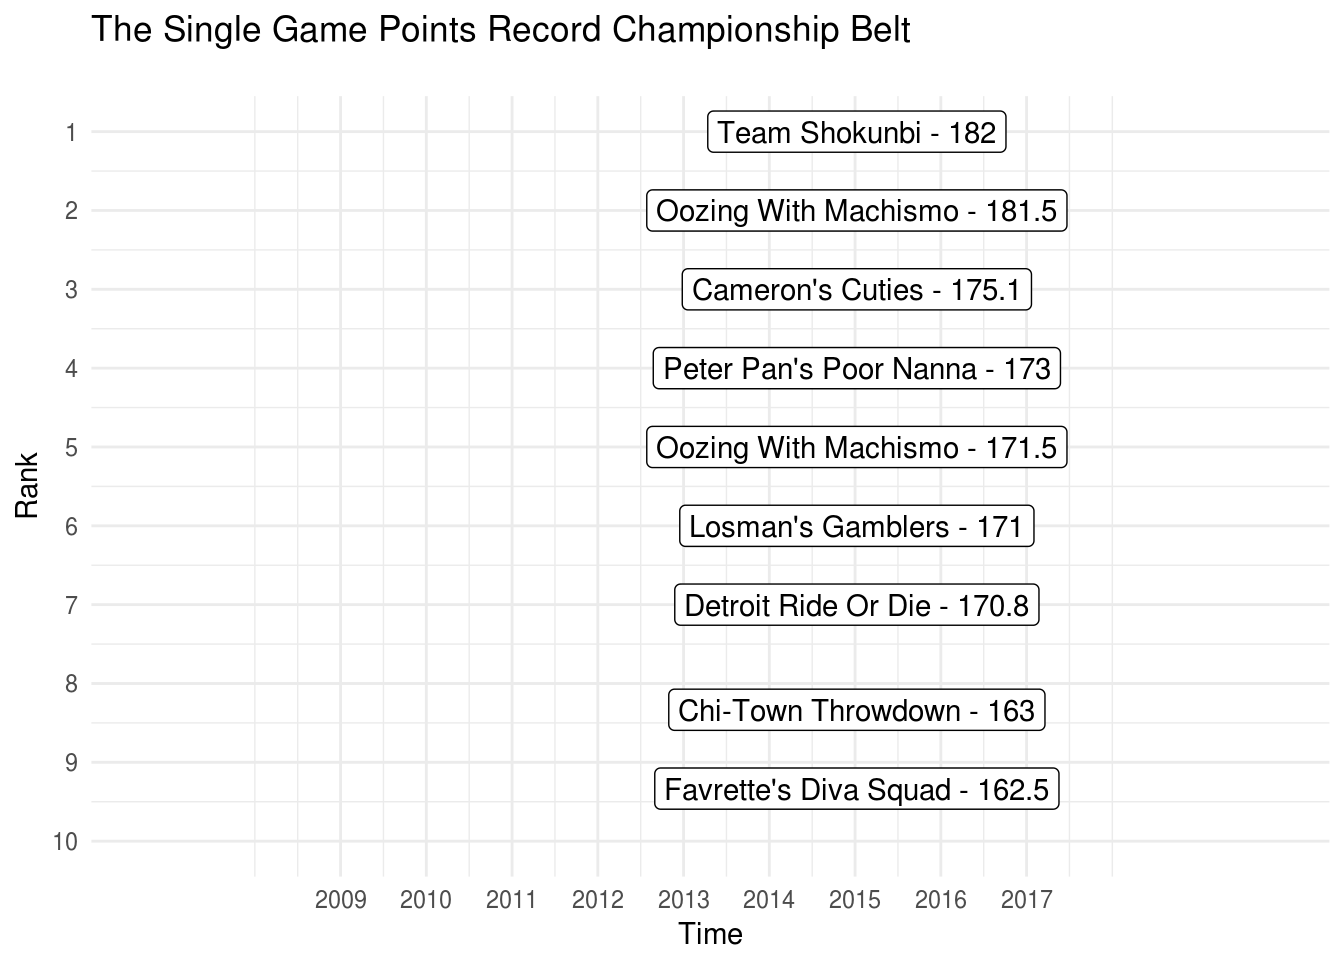 The Single Game Points Record Championship Belt
1
Team Shokunbi - 182
2
Oozing With Machismo - 181.5
3
Cameron's Cuties - 175.1
4
Peter Pan's Poor Nanna - 173
5
Oozing With Machismo - 171.5
Rank
6
Losman's Gamblers - 171
7
Detroit Ride Or Die - 170.8
8
Chi-Town Throwdown - 163
9
Favrette's Diva Squad - 162.5
10
2009 2010 2011 2012 2013 2014 2015 2016 2017
Time